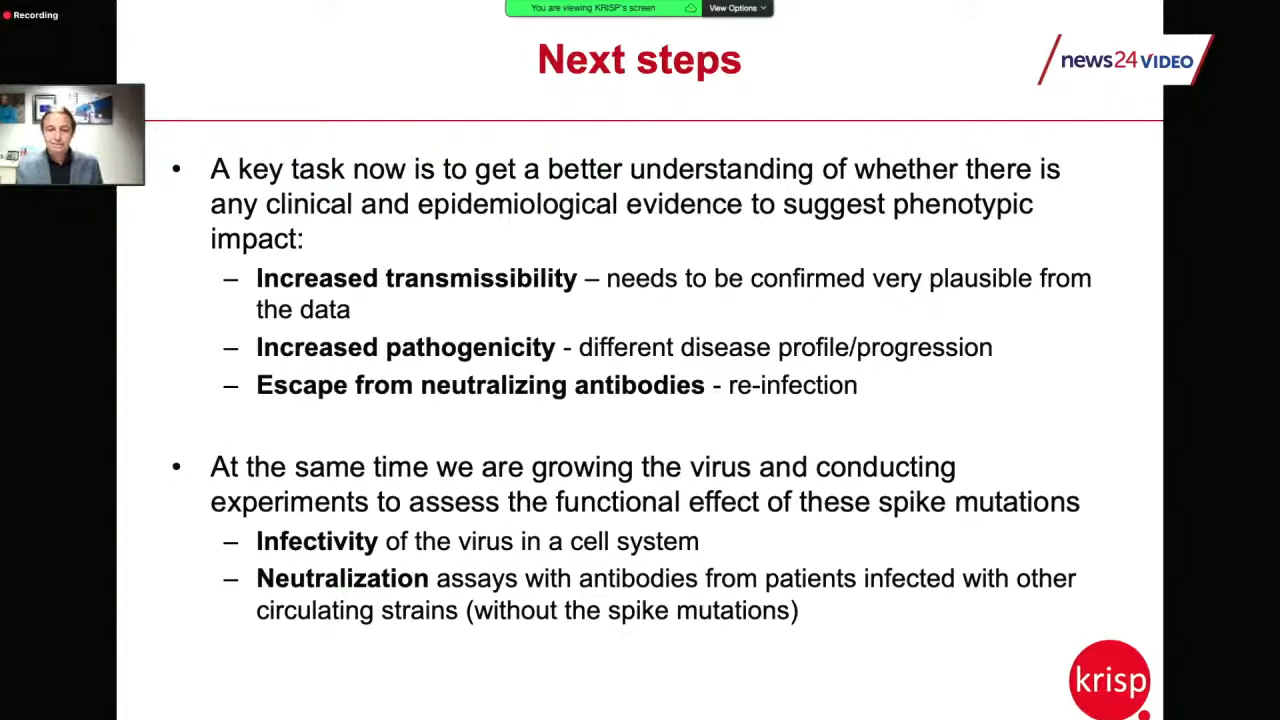 Recording
You are viewing KRISP's screen
View Options
Next steps
news24 VIDEO
• A key task now is to get a better understanding of whether there is
any clinical and epidemiological evidence to suggest phenotypic
impact:
– Increased transmissibility – needs to be confirmed very plausible from
the data
– Increased pathogenicity - different disease profile/progression
– Escape from neutralizing antibodies - re-infection
• At the same time we are growing the virus and conducting
experiments to assess the functional effect of these spike mutations
– Infectivity of the virus in a cell system
– Neutralization assays with antibodies from patients infected with other
circulating strains (without the spike mutations)
krisp